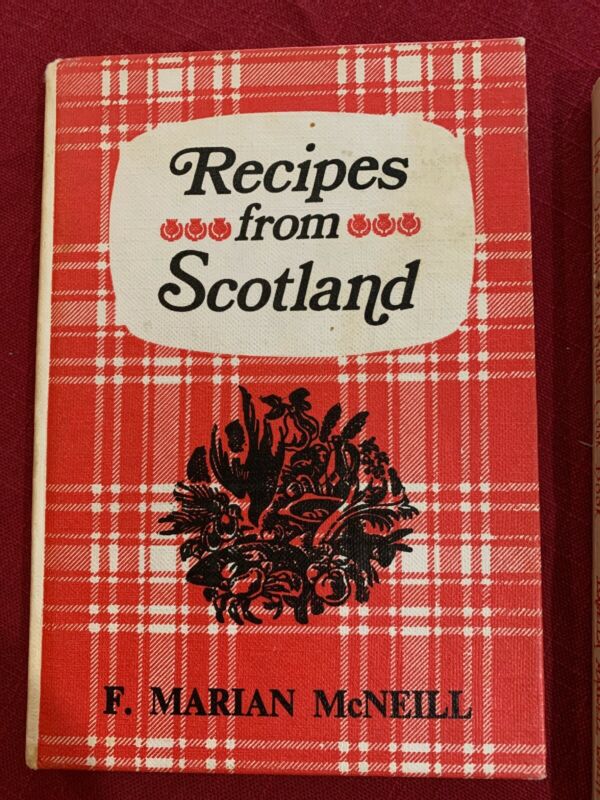 Recipes
from
Scotland
F. MARIAN McNEILL